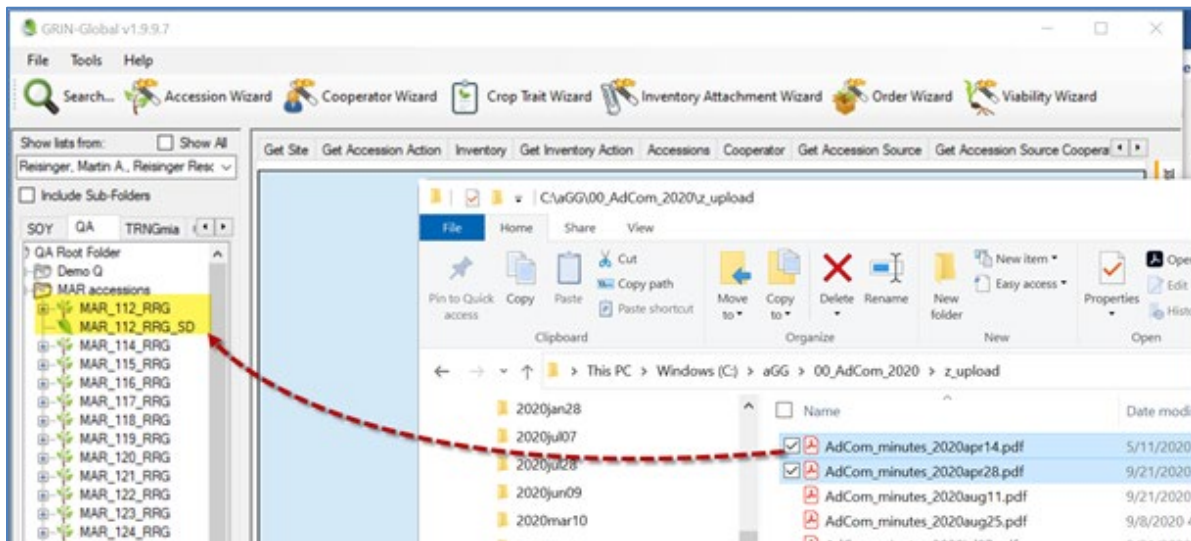 GRIN-Global v1.9.9.7
File Tools Help
Search... Accession Wizard Cooperator Wizard Crop Trait Wizard Inventory Attachment Wizard Order Wizard Viability Wizard
Show lists from: Show All
Reisinger, Martin A., Reisinger Resc
Include Sub-Folders
SOY QA TRNGmia
QA Root Folder
Demo Q
MAR accessions
MAR_112_RRG
MAR_112_RRG_SD
MAR_114_RRG
MAR_115_RRG
MAR_116_RRG
MAR_117_RRG
MAR_118_RRG
MAR_119_RRG
MAR_120_RRG
MAR_121_RRG
MAR_122_RRG
MAR_123_RRG
MAR_124_RRG
Get Site Get Accession Action Inventory Get Inventory Action Accessions Cooperator Get Accession Source Get Accession Source Coopera
C:\aGG\00_AdCom_2020\z_upload
File Home Share View
Pin to Quick access
Copy
Paste
Cut
Copy path
Paste shortcut
Move to
Copy to
Delete
Rename
New folder
New item
Easy access
Properties
Ope
Edit
Histo
Clipboard Organize New Open
This PC > Windows (C:) > aGG > 00_AdCom_2020 > z_upload
2020jan28
2020jul07
2020jul28
2020jun09
2020mar10
Name Date modi
AdCom_minutes_2020apr14.pdf 5/11/2020
AdCom_minutes_2020apr28.pdf 9/21/2020
AdCom_minutes_2020aug11.pdf 9/21/2020
AdCom_minutes_2020aug25.pdf 9/8/2020 4